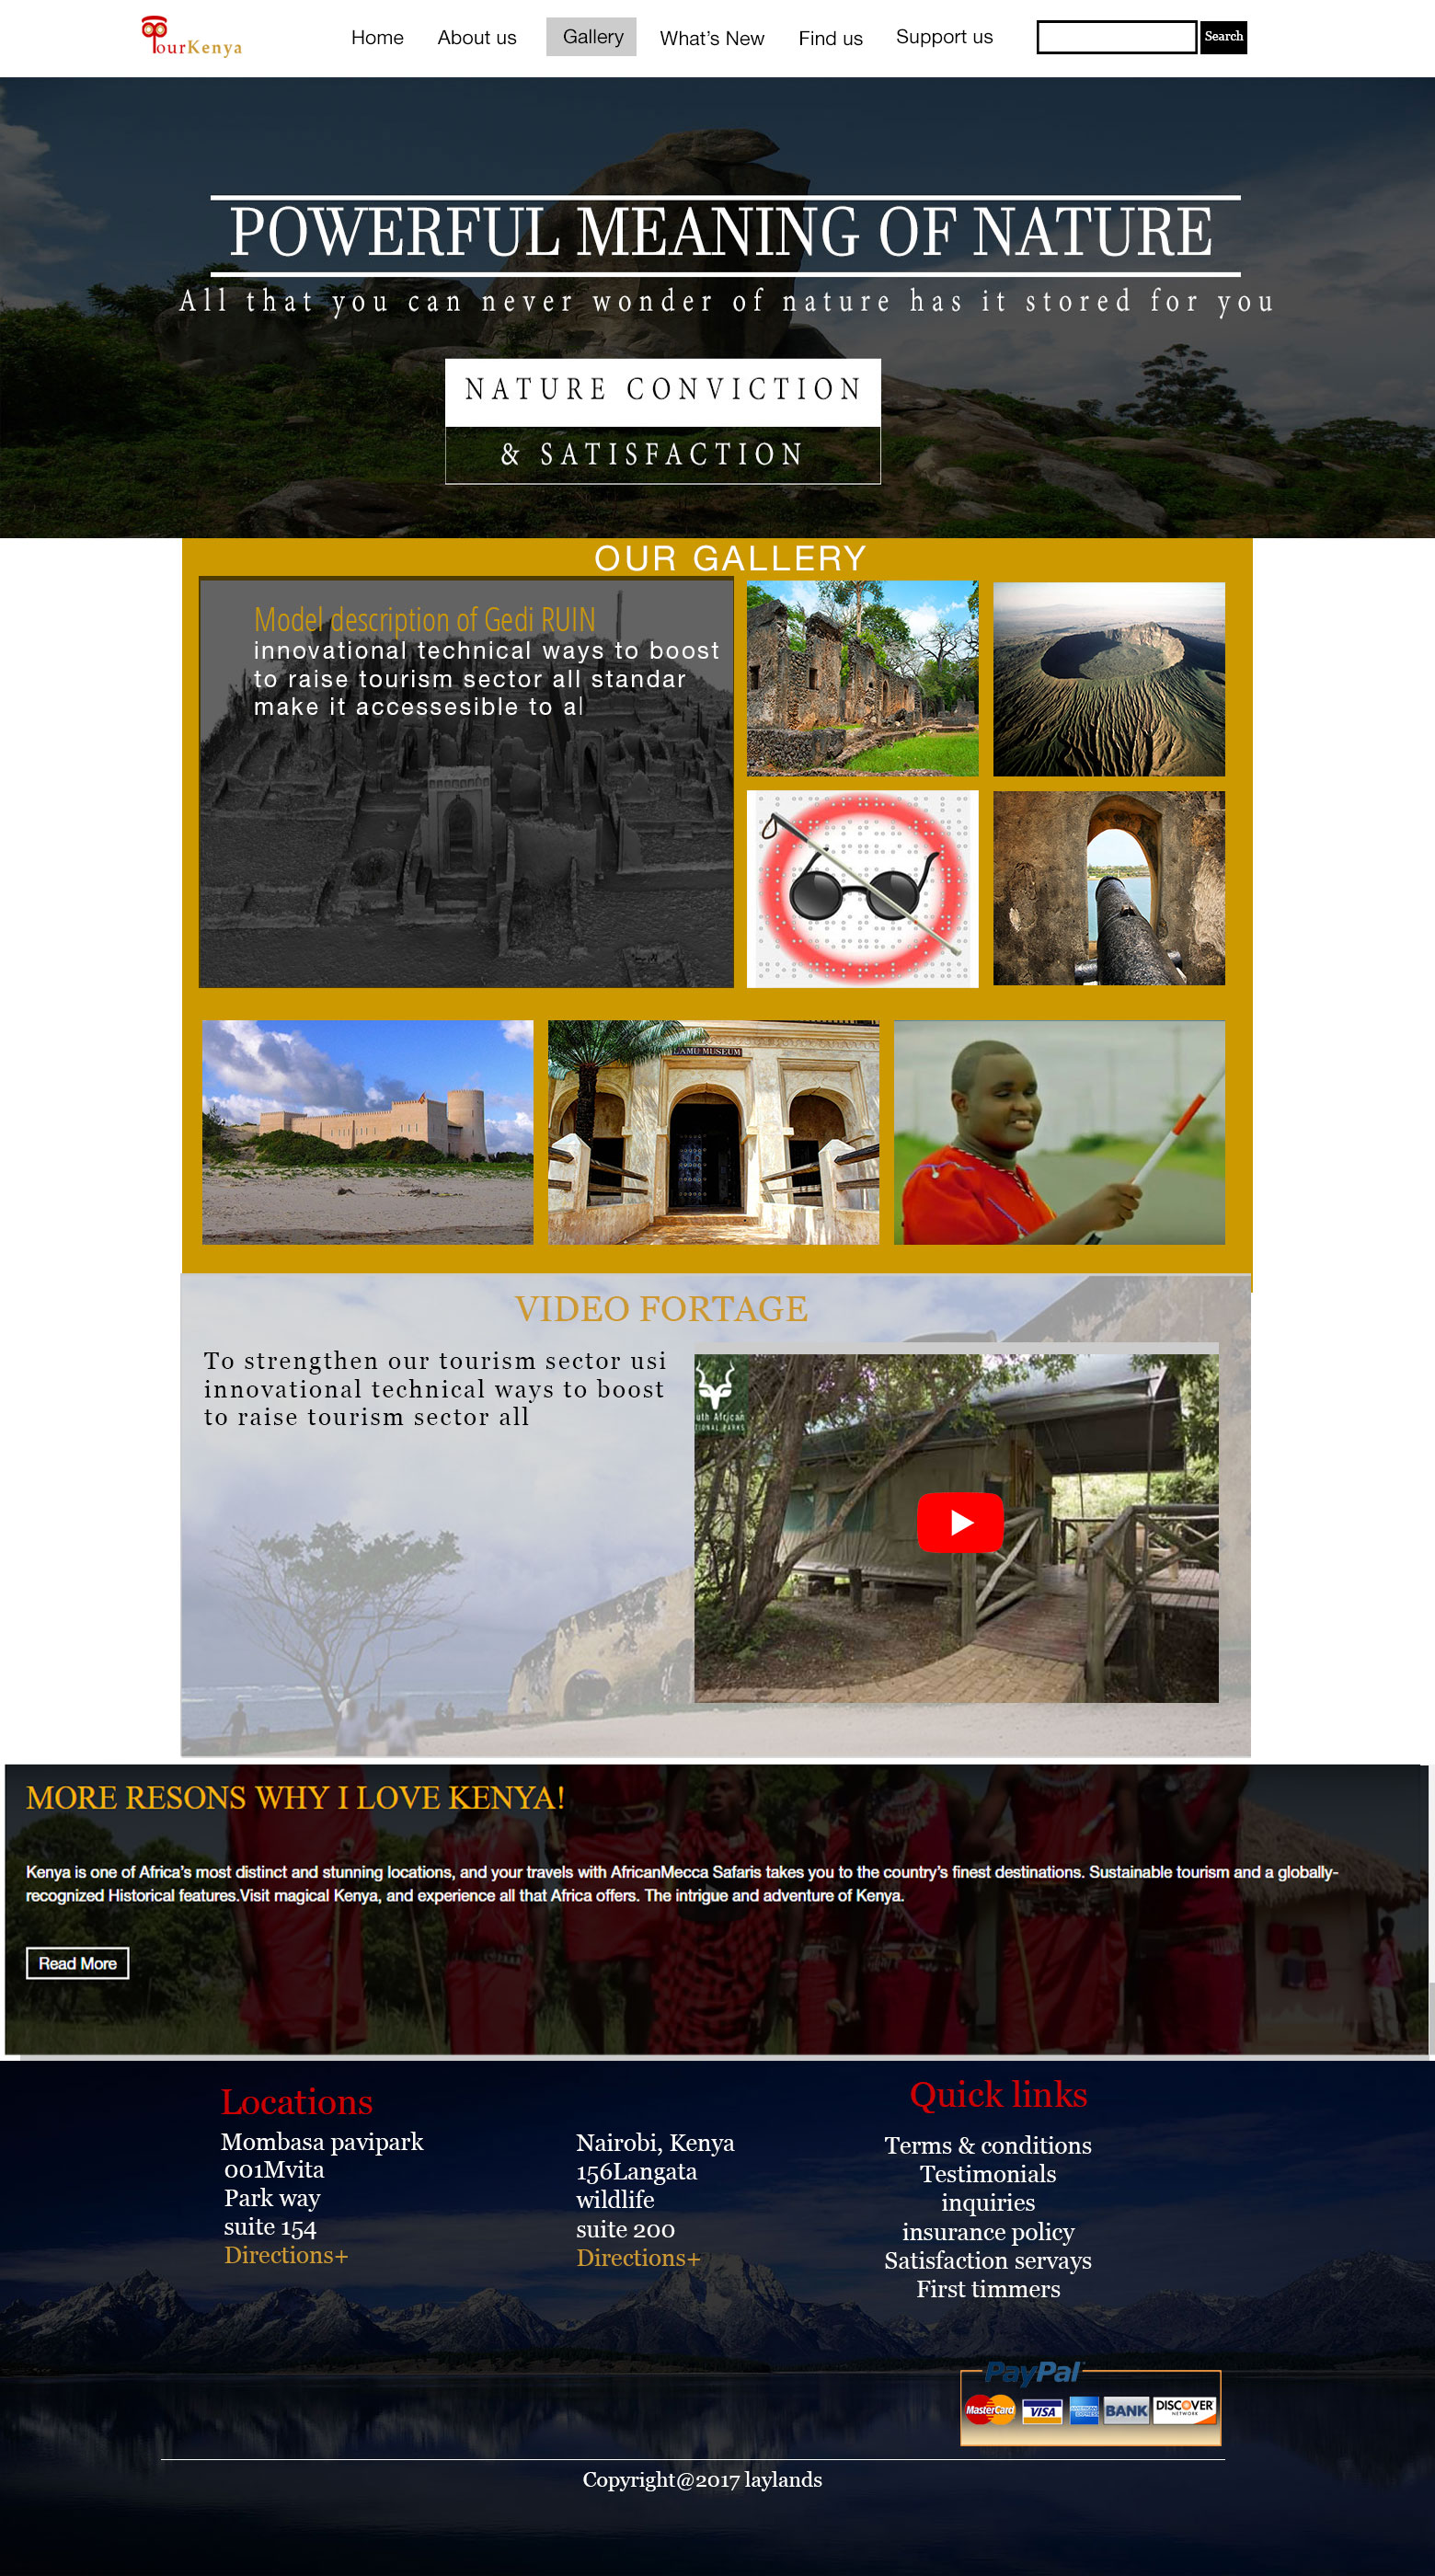 TourKenya
Home About us Gallery What's New Find us Support us Search
POWERFUL MEANING OF NATURE
All that you can never wonder of nature has it stored for you
NATURE CONVICTION
& SATISFACTION
OUR GALLERY
Model description of Gedi RUIN
innovational technical ways to boost
to raise tourism sector all standar
make it accessesible to al
LAMU MUSEUM
VIDEO FORTAGE
To strengthen our tourism sector usi
innovational technical ways to boost
to raise tourism sector all
uth African
TIONAL PARKS
MORE RESONS WHY I LOVE KENYA!
Kenya is one of Africa's most distinct and stunning locations, and your travels with AfricanMecca Safaris takes you to the country's finest destinations. Sustainable tourism and a globally-
recognized Historical features.Visit magical Kenya, and experience all that Africa offers. The intrigue and adventure of Kenya.
Read More
Locations
Mombasa pavipark
001Mvita
Park way
suite 154
Directions+
Nairobi, Kenya
156Langata
wildlife
suite 200
Directions+
Quick links
Terms & conditions
Testimonials
inquiries
insurance policy
Satisfaction servays
First timmers
PayPal
MasterCard VISA AMERICAN EXPRESS BANK DISCOVER NETWORK
Copyright@2017 laylands